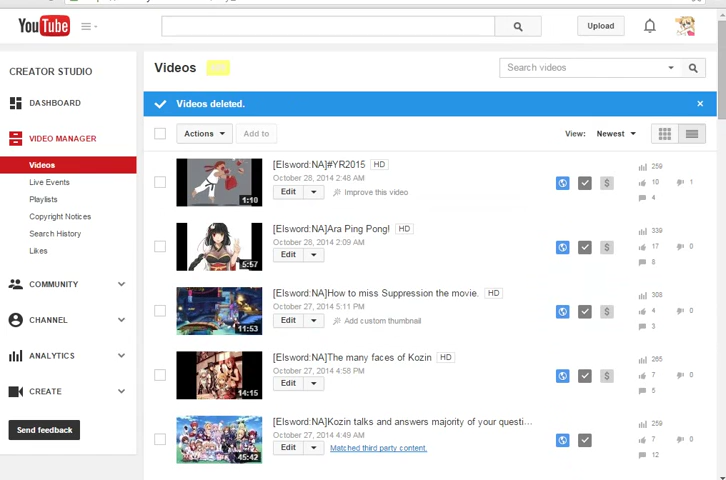 YouTube
Upload
CREATOR STUDIO
DASHBOARD
VIDEO MANAGER
Videos
Live Events
Playlists
Copyright Notices
Search History
Likes
COMMUNITY
CHANNEL
ANALYTICS
CREATE
Send feedback
Videos
Search videos
Videos deleted.
×
Actions
Add to
View:
Newest
[Elsword:NA]#YR2015 HD
October 28, 2014 2:48 AM
Edit
Improve this video
1:10
$
259
10 1
4
[Elsword:NA]Ara Ping Pong! HD
October 28, 2014 2:09 AM
Edit
5:57
$
339
17 0
8
[Elsword:NA]How to miss Suppression the movie. HD
October 27, 2014 5:11 PM
Edit
Add custom thumbnail
11:53
$
308
4 0
3
[Elsword:NA]The many faces of Kozin HD
October 27, 2014 4:58 PM
Edit
14:15
$
265
7 0
5
[Elsword:NA]Kozin talks and answers majority of your questi...
October 27, 2014 4:49 AM
Edit
Matched third party content.
45:42
259
7 0
12